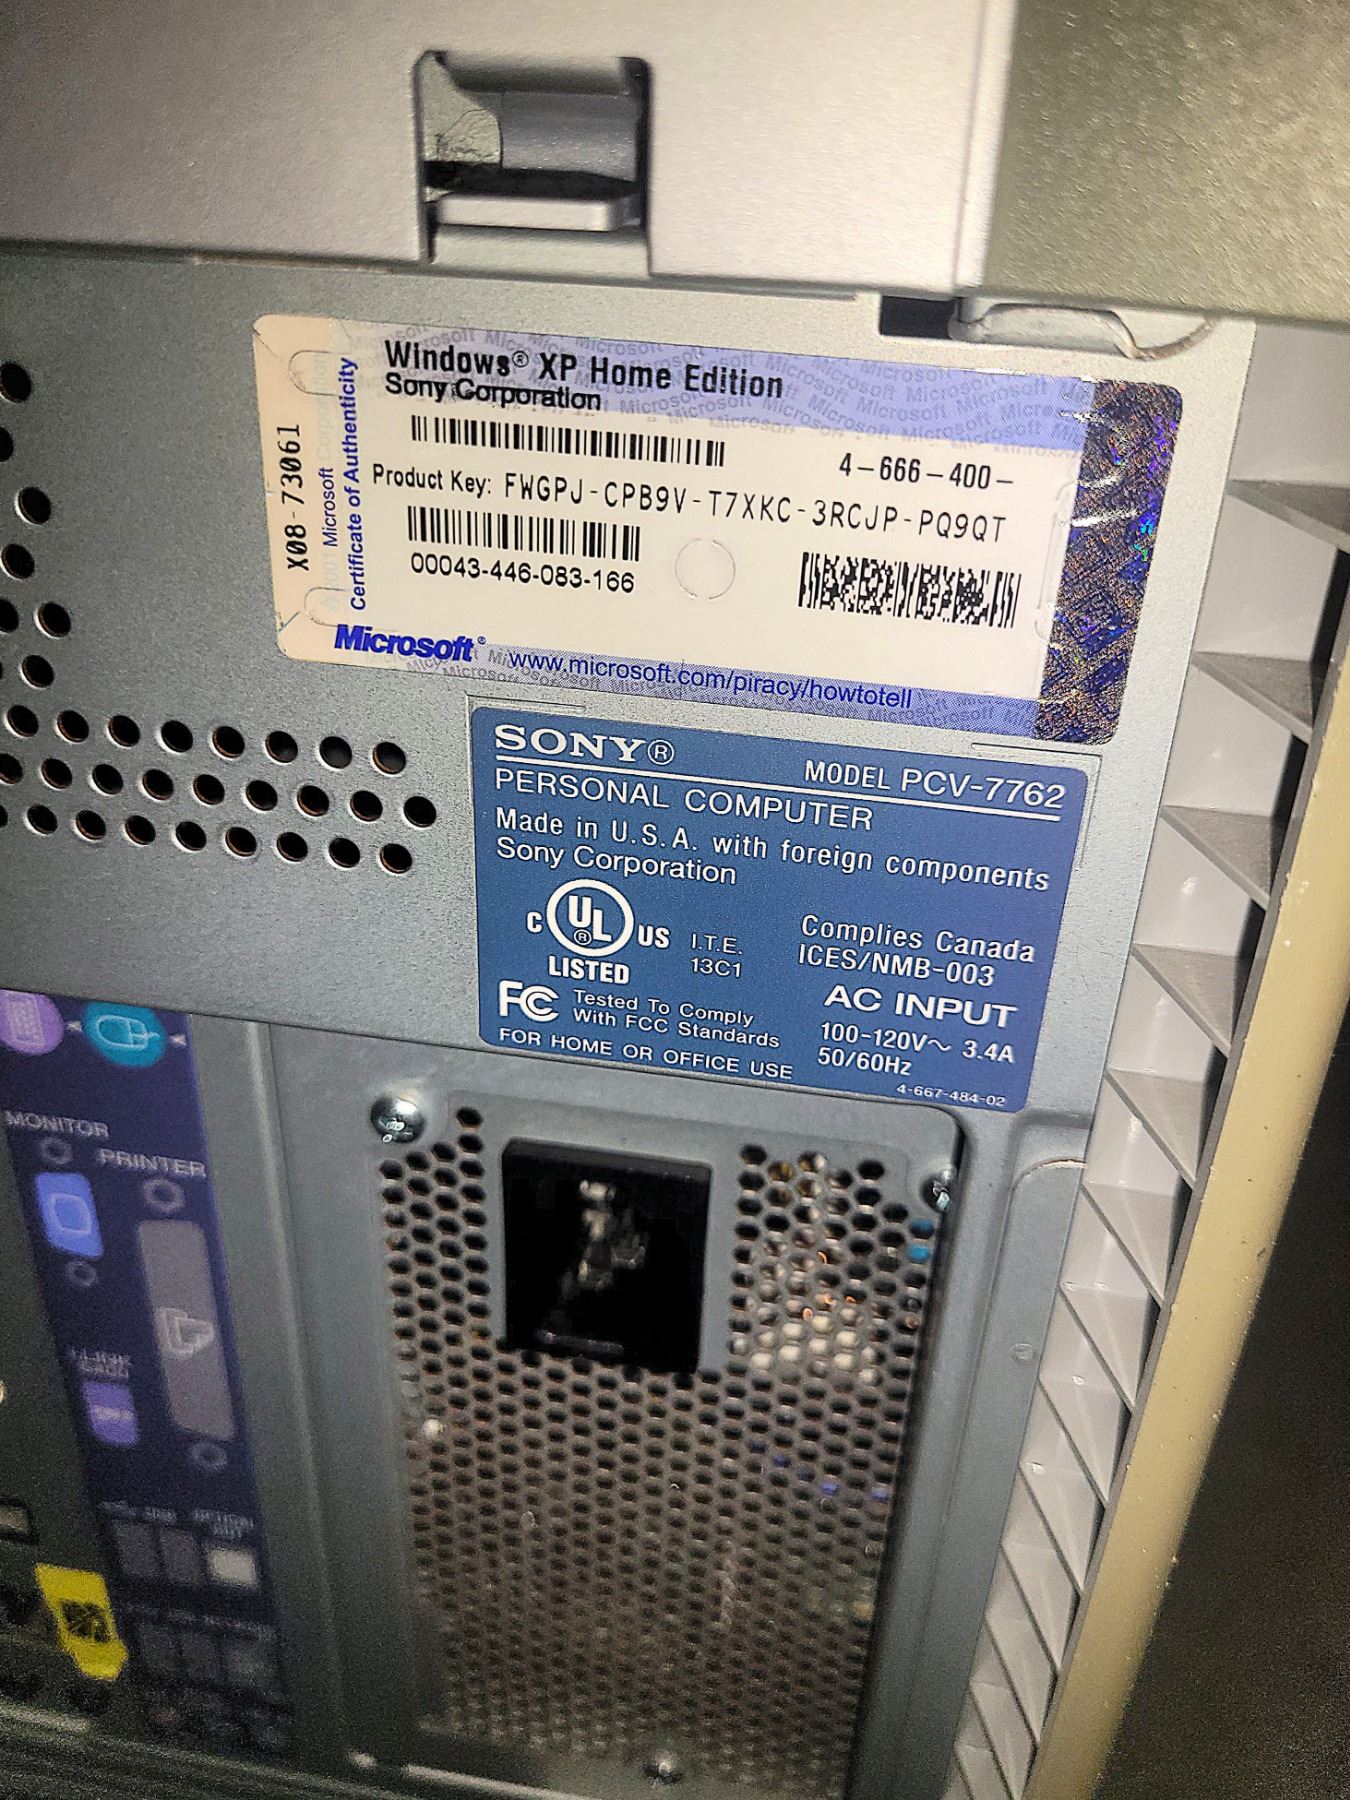 Windows® XP Home Edition
Sony Corporation
4-666-400-
Product Key: FWGPJ-CPB9V-T7XKC-3RCJP-PQ9QT
00043-446-083-166
X08-73061
Microsoft Corporation
Certificate of Authenticity
Microsoft®
www.microsoft.com/piracy/howtotell
SONY®
MODEL PCV-7762
PERSONAL COMPUTER
Made in U.S.A. with foreign components
Sony Corporation
C UL® US
LISTED
I.T.E.
13C1
Complies Canada
ICES/NMB-003
FC Tested To Comply
With FCC Standards
FOR HOME OR OFFICE USE
AC INPUT
100-120V~ 3.4A
50/60Hz
4-667-484-02
MONITOR
PRINTER